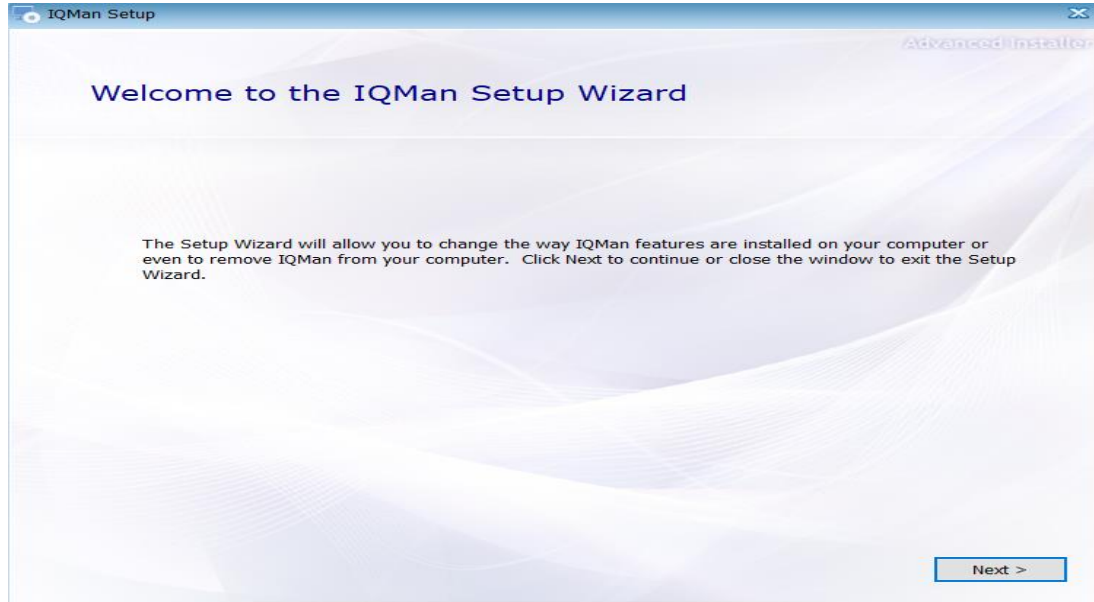 IQMan Setup
Advanced Installer
Welcome to the IQMan Setup Wizard
The Setup Wizard will allow you to change the way IQMan features are installed on your computer or
even to remove IQMan from your computer.  Click Next to continue or close the window to exit the Setup
Wizard.
Next >